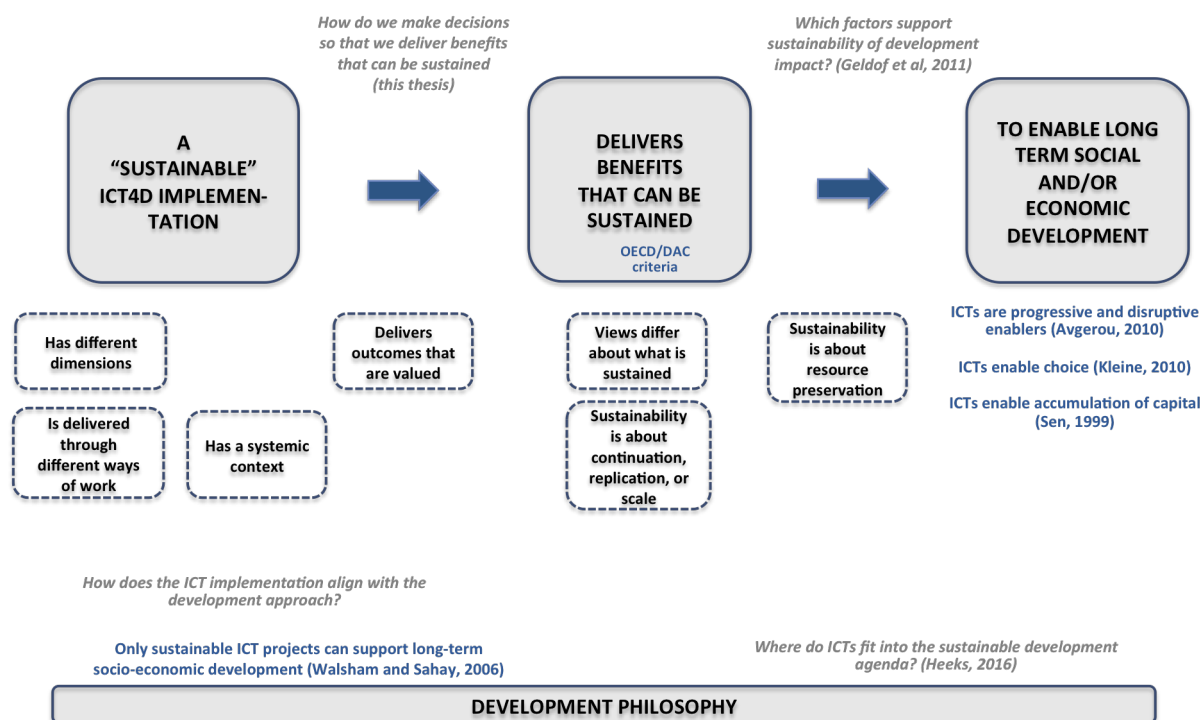 How do we make decisions
so that we deliver benefits
that can be sustained
(this thesis)
Which factors support
sustainability of development
impact? (Geldof et al, 2011)
A
“SUSTAINABLE”
ICT4D IMPLEMEN-
TATION
DELIVERS
BENEFITS
THAT CAN BE
SUSTAINED
OECD/DAC
criteria
TO ENABLE LONG
TERM SOCIAL
AND/OR
ECONOMIC
DEVELOPMENT
Has different
dimensions
Delivers
outcomes that
are valued
Views differ
about what is
sustained
Sustainability
is about
resource
preservation
ICTs are progressive and disruptive
enablers (Avgerou, 2010)
ICTs enable choice (Kleine, 2010)
ICTs enable accumulation of capital
(Sen, 1999)
Is delivered
through
different ways
of work
Has a systemic
context
Sustainability
is about
continuation,
replication, or
scale
How does the ICT implementation align with the
development approach?
Only sustainable ICT projects can support long-term
socio-economic development (Walsham and Sahay, 2006)
Where do ICTs fit into the sustainable development
agenda? (Heeks, 2016)
DEVELOPMENT PHILOSOPHY